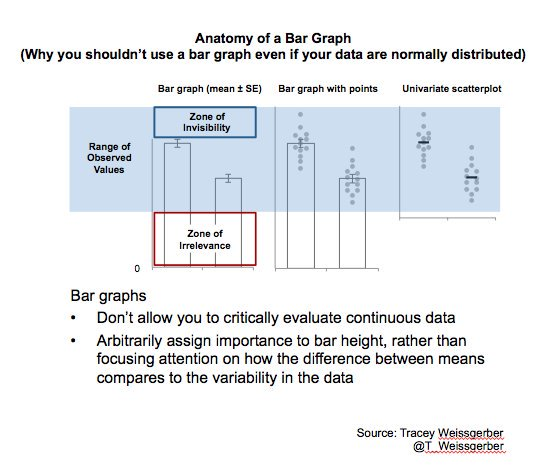 Anatomy of a Bar Graph
(Why you shouldn't use a bar graph even if your data are normally distributed)
Bar graph (mean ± SE)
Bar graph with points
Univariate scatterplot
Zone of
Invisibility
Range of
Observed
Values
Zone of
Irrelevance
0
Bar graphs
• Don't allow you to critically evaluate continuous data
• Arbitrarily assign importance to bar height, rather than
focusing attention on how the difference between means
compares to the variability in the data
Source: Tracey Weissgerber
@T_Weissgerber